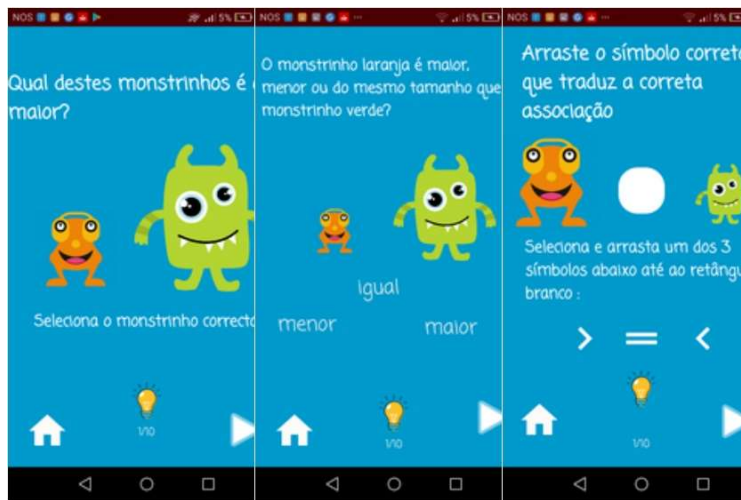 NOS 5%
Qual destes monstrinhos é
maior?
Seleciona o monstrinho correcto
1/10
NOS 5%
O monstrinho laranja é maior,
menor ou do mesmo tamanho que
monstrinho verde?
igual
menor maior
1/10
NOS 5%
Arraste o símbolo correto
que traduz a correta
associação
Seleciona e arrasta um dos 3
símbolos abaixo até ao retângu
branco :
> = <
1/10